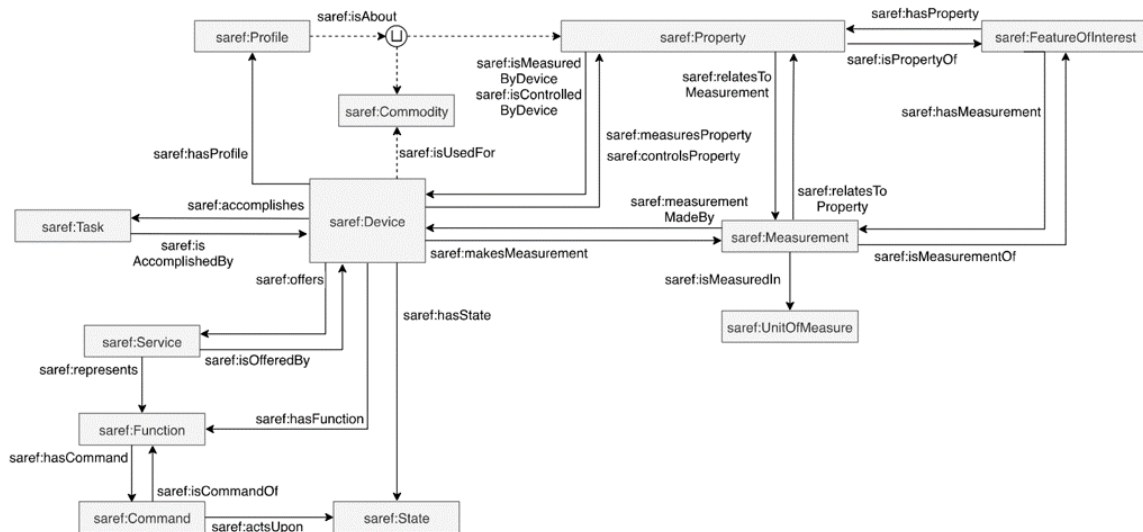 saref:isAbout
saref:hasProperty
saref:Profile
saref:Property
saref:FeatureOfInterest
saref:isPropertyOf
saref:isMeasured
ByDevice
saref:isControlled
ByDevice
saref:relatesTo
Measurement
saref:hasMeasurement
saref:Commodity
saref:measuresProperty
saref:controlsProperty
saref:hasProfile
saref:isUsedFor
saref:relatesTo
Property
saref:accomplishes
saref:measurement
MadeBy
saref:Task
saref:Device
saref:Measurement
saref:is
AccomplishedBy
saref:makesMeasurement
saref:isMeasurementOf
saref:offers
saref:isMeasuredIn
saref:hasState
saref:UnitOfMeasure
saref:Service
saref:isOfferedBy
saref:represents
saref:hasFunction
saref:Function
saref:hasCommand
saref:isCommandOf
saref:Command
saref:actsUpon
saref:State